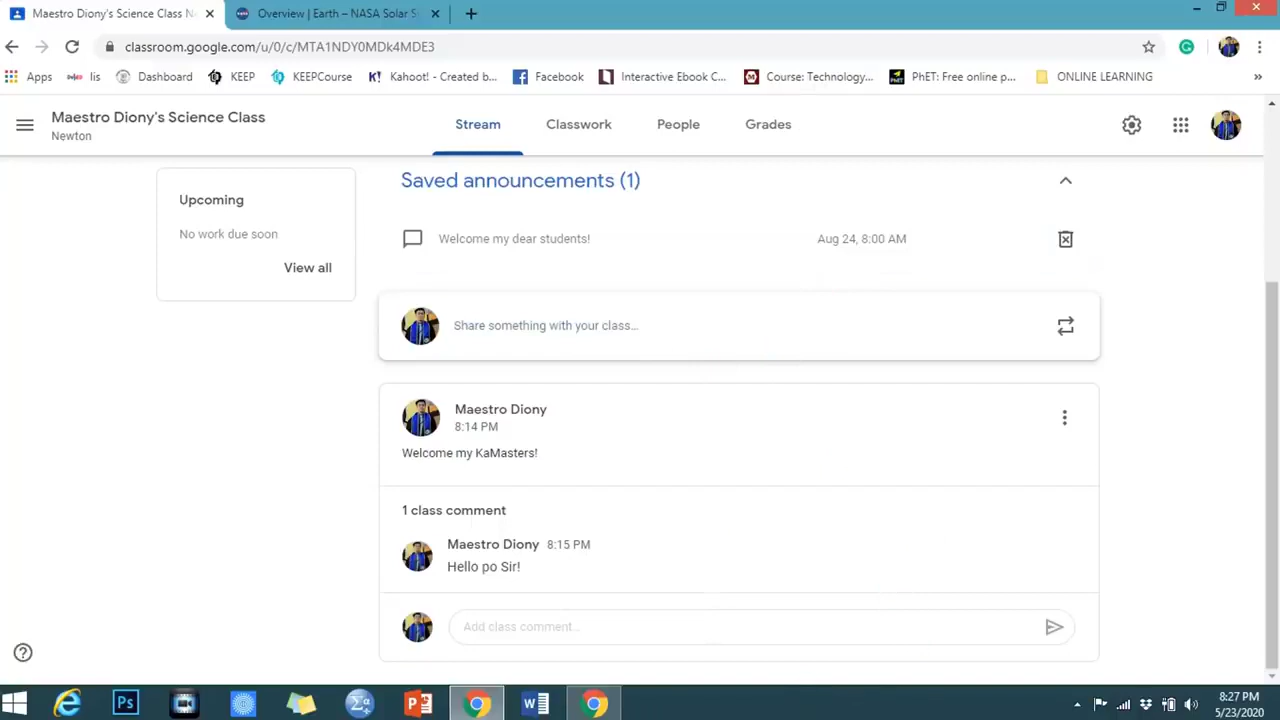 Maestro Diony's Science Class N
Overview | Earth – NASA Solar S
classroom.google.com/u/0/c/MTA1NDY0MDk4MDE3
Apps
lis
Dashboard
KEEP
KEEPCourse
Kahoot! - Created b...
Facebook
Interactive Ebook C...
Course: Technology...
PhET: Free online p...
ONLINE LEARNING
Maestro Diony's Science Class
Newton
Stream
Classwork
People
Grades
Upcoming
No work due soon
View all
Saved announcements (1)
Welcome my dear students!
Aug 24, 8:00 AM
Share something with your class...
Maestro Diony
8:14 PM
Welcome my KaMasters!
1 class comment
Maestro Diony 8:15 PM
Hello po Sir!
Add class comment...
8:27 PM
5/23/2020